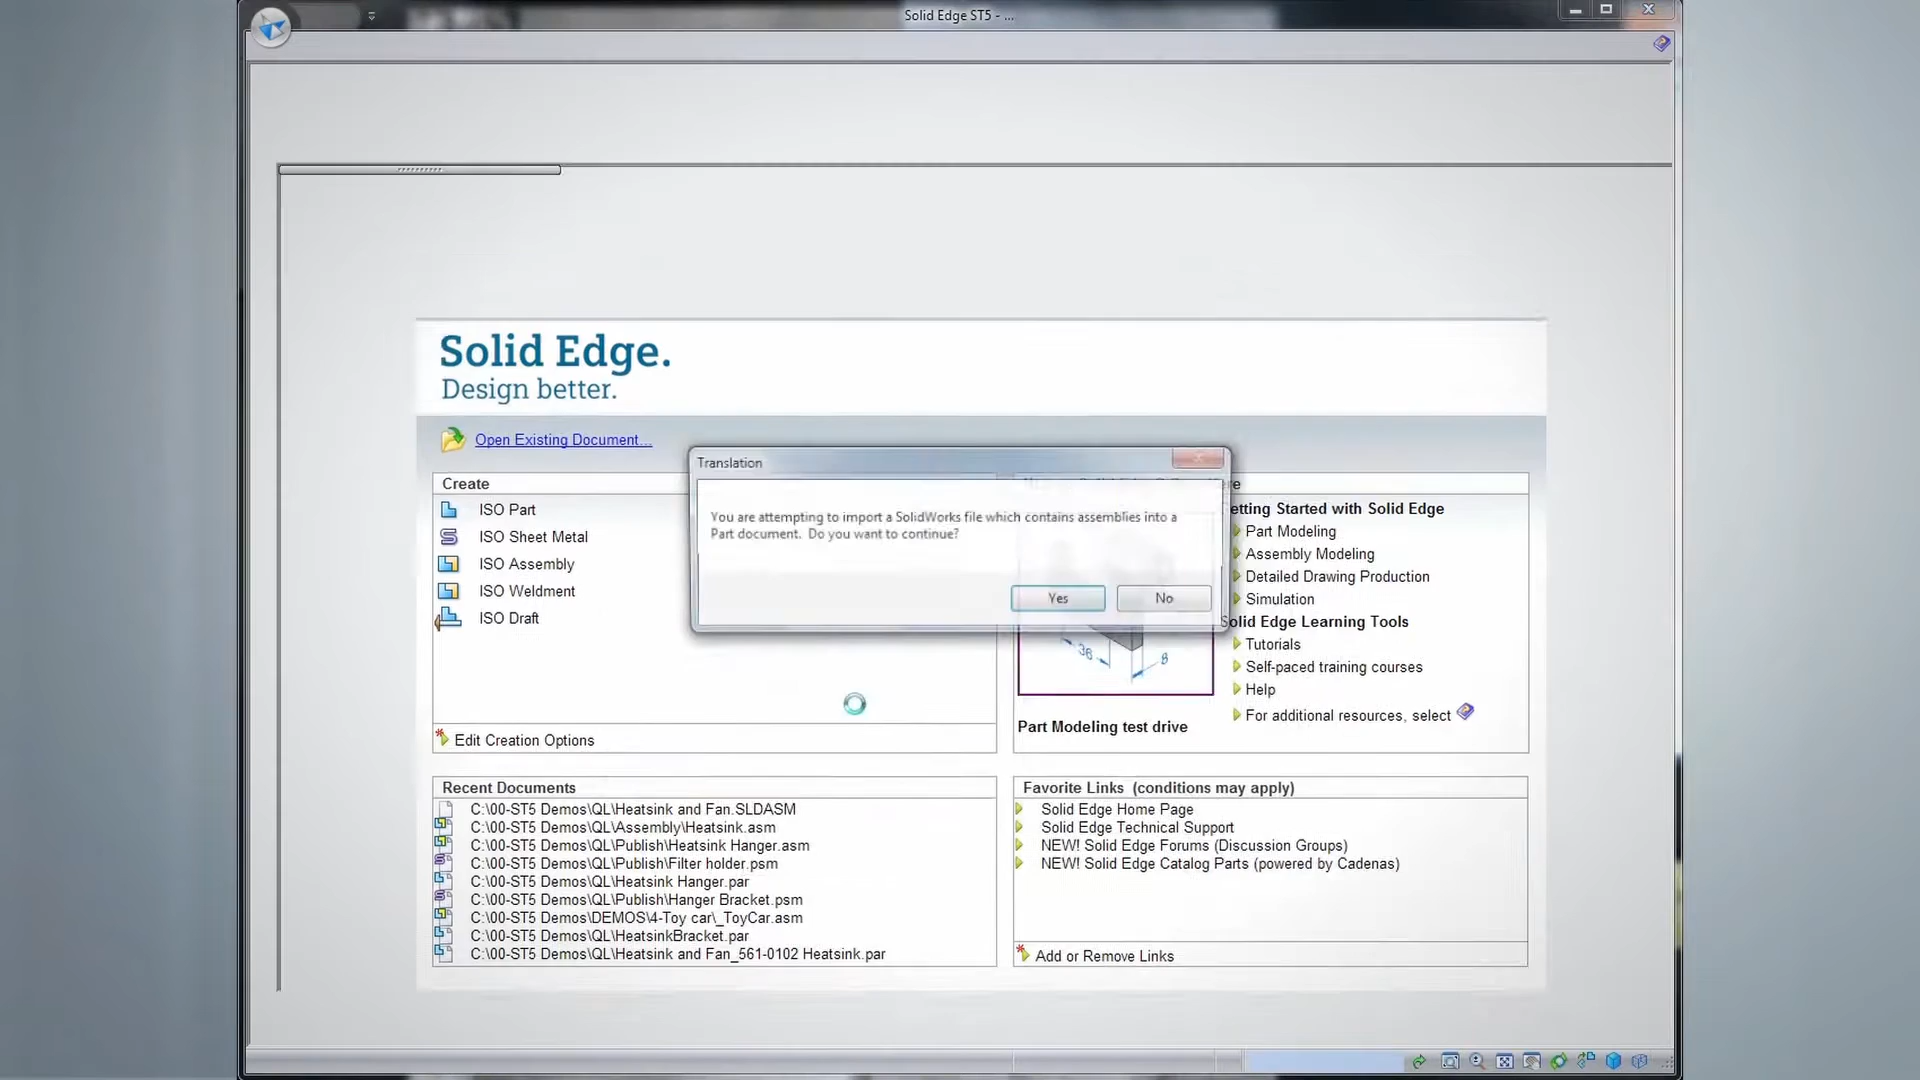 Solid Edge ST5 - ...
Solid Edge.
Design better.
Open Existing Document...
Translation
You are attempting to import a SolidWorks file which contains assemblies into a
Part document. Do you want to continue?
Yes
No
Create
ISO Part
ISO Sheet Metal
ISO Assembly
ISO Weldment
ISO Draft
Edit Creation Options
36
8
Part Modeling test drive
etting Started with Solid Edge
Part Modeling
Assembly Modeling
Detailed Drawing Production
Simulation
olid Edge Learning Tools
Tutorials
Self-paced training courses
Help
For additional resources, select
Recent Documents
C:\00-ST5 Demos\QL\Heatsink and Fan.SLDASM
C:\00-ST5 Demos\QL\Assembly\Heatsink.asm
C:\00-ST5 Demos\QL\Publish\Heatsink Hanger.asm
C:\00-ST5 Demos\QL\Publish\Filter holder.psm
C:\00-ST5 Demos\QL\Heatsink Hanger.par
C:\00-ST5 Demos\QL\Publish\Hanger Bracket.psm
C:\00-ST5 Demos\DEMOS\4-Toy car\_ToyCar.asm
C:\00-ST5 Demos\QL\HeatsinkBracket.par
C:\00-ST5 Demos\QL\Heatsink and Fan_561-0102 Heatsink.par
Favorite Links (conditions may apply)
Solid Edge Home Page
Solid Edge Technical Support
NEW! Solid Edge Forums (Discussion Groups)
NEW! Solid Edge Catalog Parts (powered by Cadenas)
Add or Remove Links